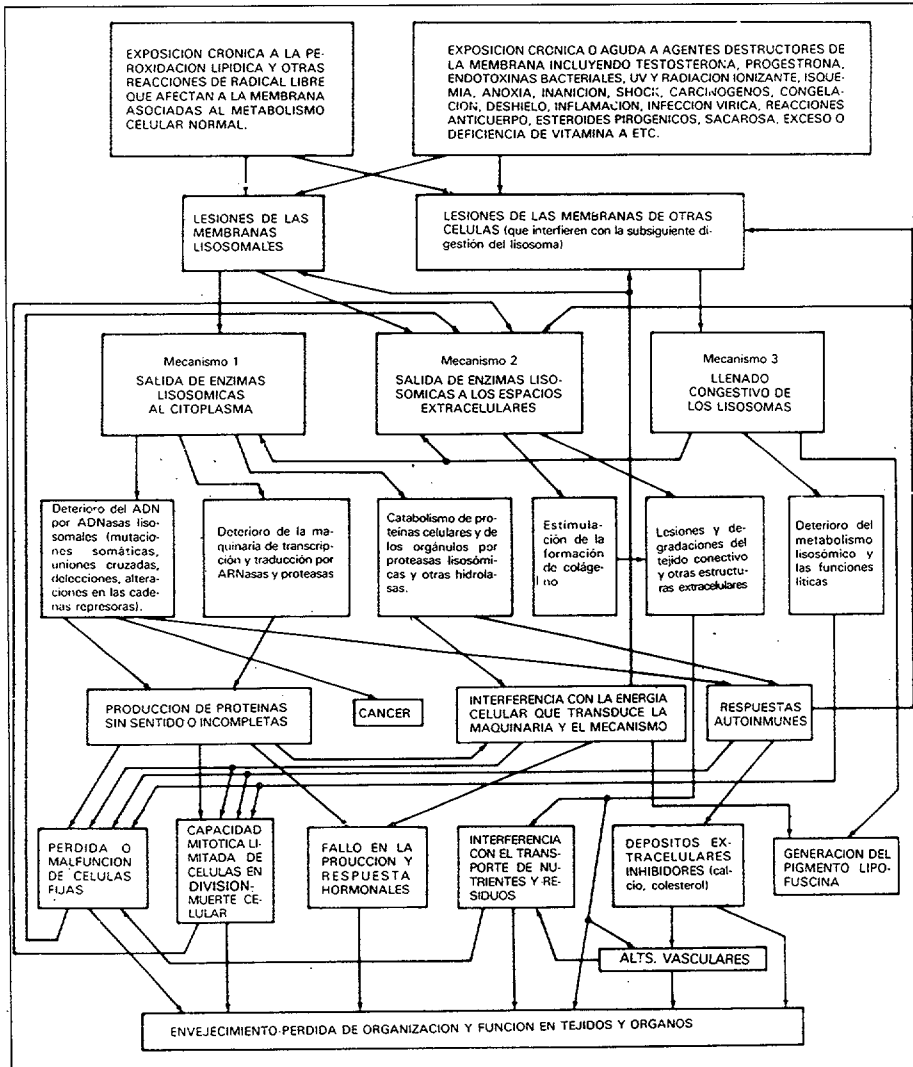 EXPOSICION CRONICA A LA PE-
ROXIDACION LIPIDICA Y OTRAS
REACCIONES DE RADICAL LIBRE
QUE AFECTAN A LA MEMBRANA
ASOCIADAS AL METABOLISMO
CELULAR NORMAL.
EXPOSICION CRONICA O AGUDA A AGENTES DESTRUCTORES DE
LA MEMBRANA INCLUYENDO TESTOSTERONA, PROGESTRONA,
ENDOTOXINAS BACTERIALES, UV Y RADIACION IONIZANTE, ISQUE-
MIA, ANOXIA, INANICION, SHOCK, CARCINOGENOS, CONGELA-
CION, DESHIELO, INFLAMACION, INFECCION VIRICA, REACCIONES
ANTICUERPO, ESTEROIDES PIROGENICOS, SACAROSA, EXCESO O
DEFICIENCIA DE VITAMINA A ETC.
LESIONES DE LAS
MEMBRANAS
LISOSOMALES
LESIONES DE LAS MEMBRANAS DE OTRAS
CELULAS (que interfieren con la subsiguiente di-
gestión del lisosoma)
Mecanismo 1
SALIDA DE ENZIMAS
LISOSOMICAS
AL CITOPLASMA
Mecanismo 2
SALIDA DE ENZIMAS LISO-
SOMICAS A LOS ESPACIOS
EXTRACELULARES
Mecanismo 3
LLENADO
CONGESTIVO DE
LOS LISOSOMAS
Deterioro del ADN
por ADNasas liso-
somales (mutacio-
nes somáticas,
uniones cruzadas,
delecciones, altera-
ciones en las cade-
nas represoras).
Deterioro de la ma-
quinaria de transcrip-
ción y traducción por
ARNasas y proteasas
Catabolismo de pro-
teínas celulares y de
los orgánulos por
proteasas lisosómi-
cas y otras hidrola-
sas.
Estimula-
ción de la
formación
de coláge-
no
Lesiones y de-
gradaciones del
tejido conectivo
y otras estructu-
ras extracelulares
Deterioro del
metabolismo
lisosómico y
las funciones
líticas
PRODUCCION DE PROTEINAS
SIN SENTIDO O INCOMPLETAS
CANCER
INTERFERENCIA CON LA ENERGIA
CELULAR QUE TRANSDUCE LA
MAQUINARIA Y EL MECANISMO
RESPUESTAS
AUTOINMUNES
PERDIDA O
MALFUNCION
DE CELULAS
FIJAS
CAPACIDAD
MITOTICA LI-
MITADA DE
CELULAS EN
DIVISION-
MUERTE CE-
LULAR
FALLO EN LA
PROUCCION Y
RESPUESTA
HORMONALES
INTERFERENCIA
CON EL TRANS-
PORTE DE NU-
TRIENTES Y RE-
SIDUOS
DEPOSITOS EX-
TRACELULARES
INHIBIDORES (cal-
cio, colesterol)
GENERACION DEL
PIGMENTO LIPO-
FUSCINA
ALTS. VASCULARES
ENVEJECIMIENTO-PERDIDA DE ORGANIZACION Y FUNCION EN TEJIDOS Y ORGANOS